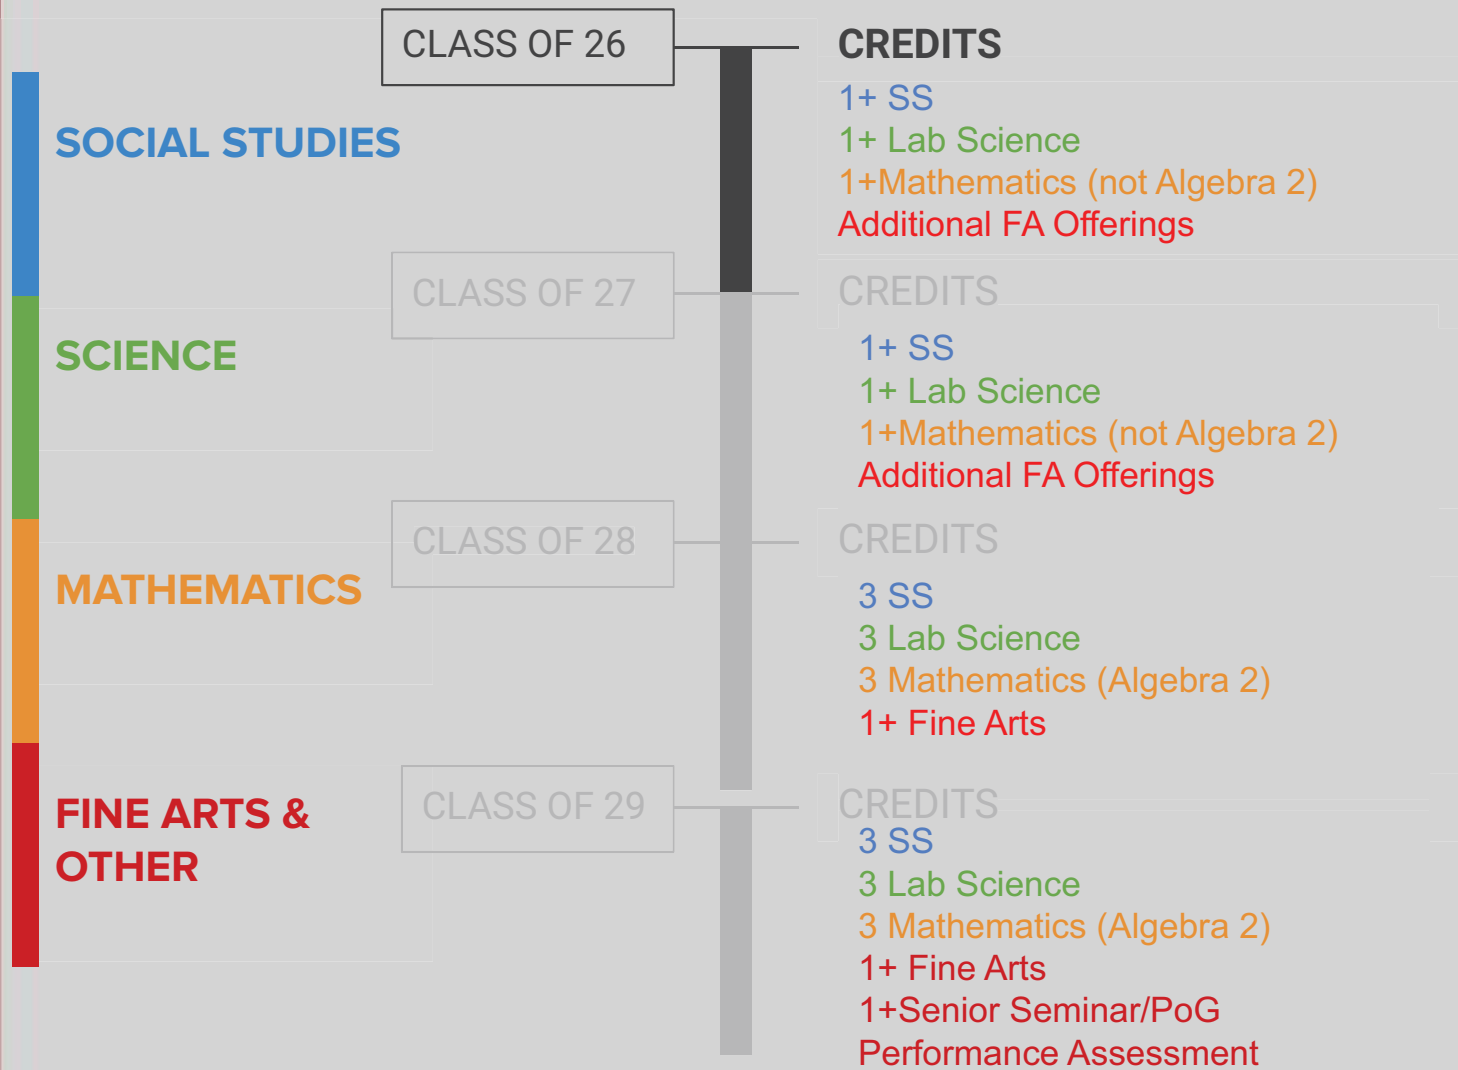 SOCIAL STUDIES
SCIENCE
MATHEMATICS
FINE ARTS &
OTHER
CLASS OF 26
CREDITS
1+ SS
1+ Lab Science
1+Mathematics (not Algebra 2)
Additional FA Offerings
CLASS OF 27
CREDITS
1+ SS
1+ Lab Science
1+Mathematics (not Algebra 2)
Additional FA Offerings
CLASS OF 28
CREDITS
3 SS
3 Lab Science
3 Mathematics (Algebra 2)
1+ Fine Arts
CLASS OF 29
CREDITS
3 SS
3 Lab Science
3 Mathematics (Algebra 2)
1+ Fine Arts
1+Senior Seminar/PoG
Performance Assessment